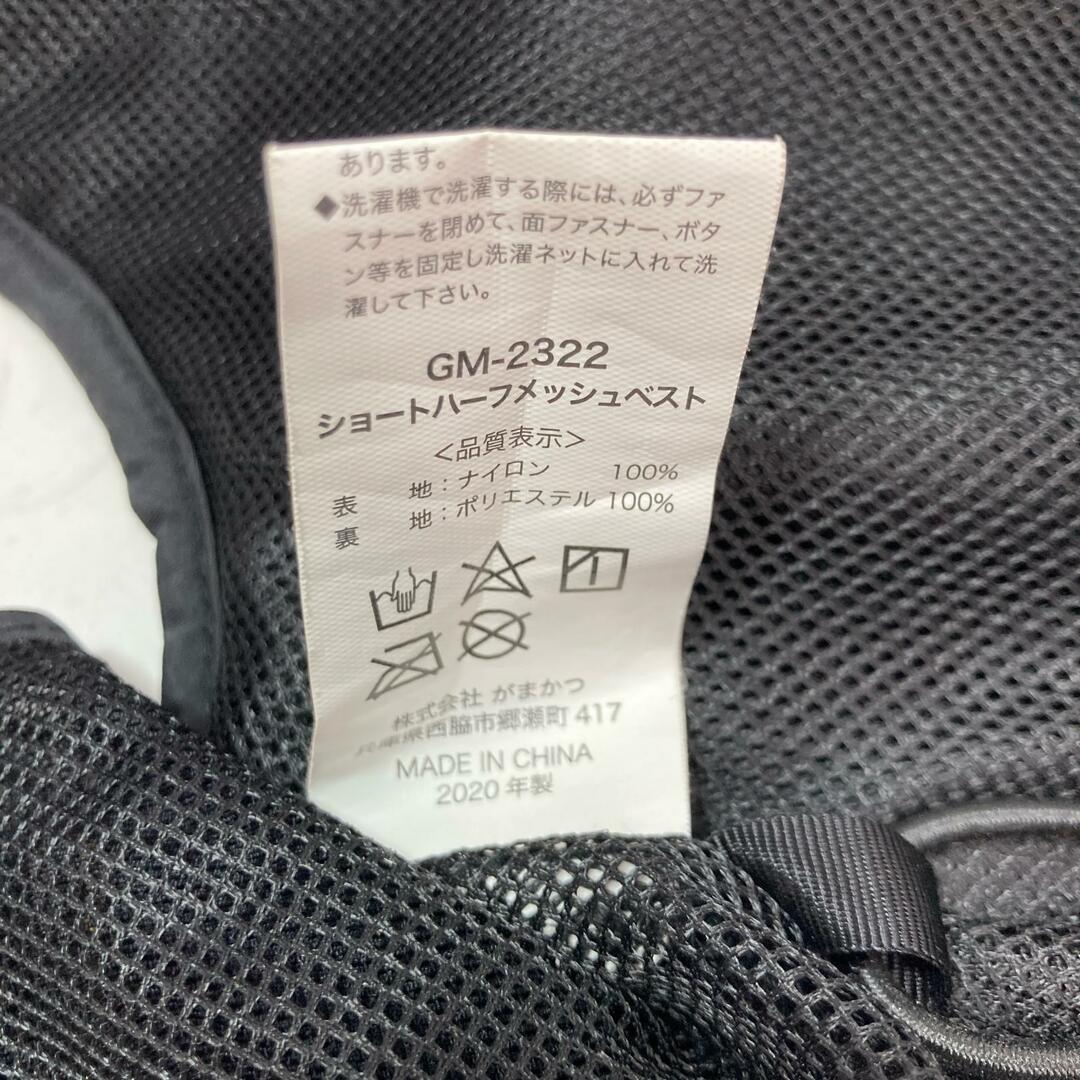 あります。
◆洗濯機で洗濯する際には、必ずファ
スナーを閉めて、面ファスナー、ボタ
ン等を固定し洗濯ネットに入れて洗
濯して下さい。
GM-2322
ショートハーフメッシュベスト
<品質表示>
表 地：ナイロン 100%
裏 地：ポリエステル 100%
株式会社 がまかつ
兵庫県西脇市郷瀬町 417
MADE IN CHINA
2020 年製